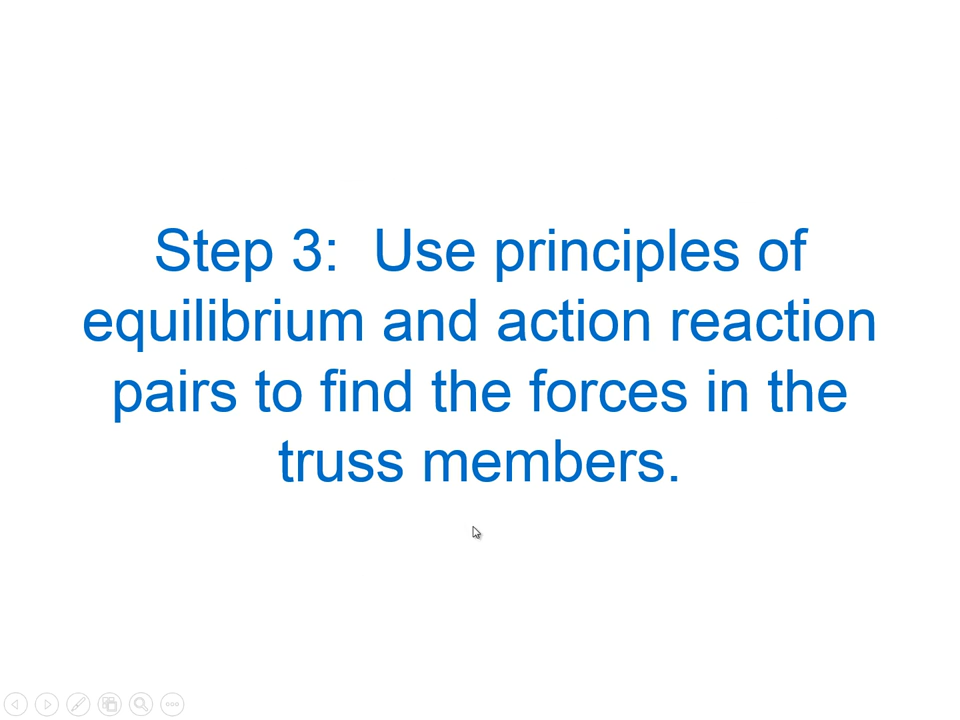 Step 3:  Use principles of
equilibrium and action reaction
pairs to find the forces in the
truss members.